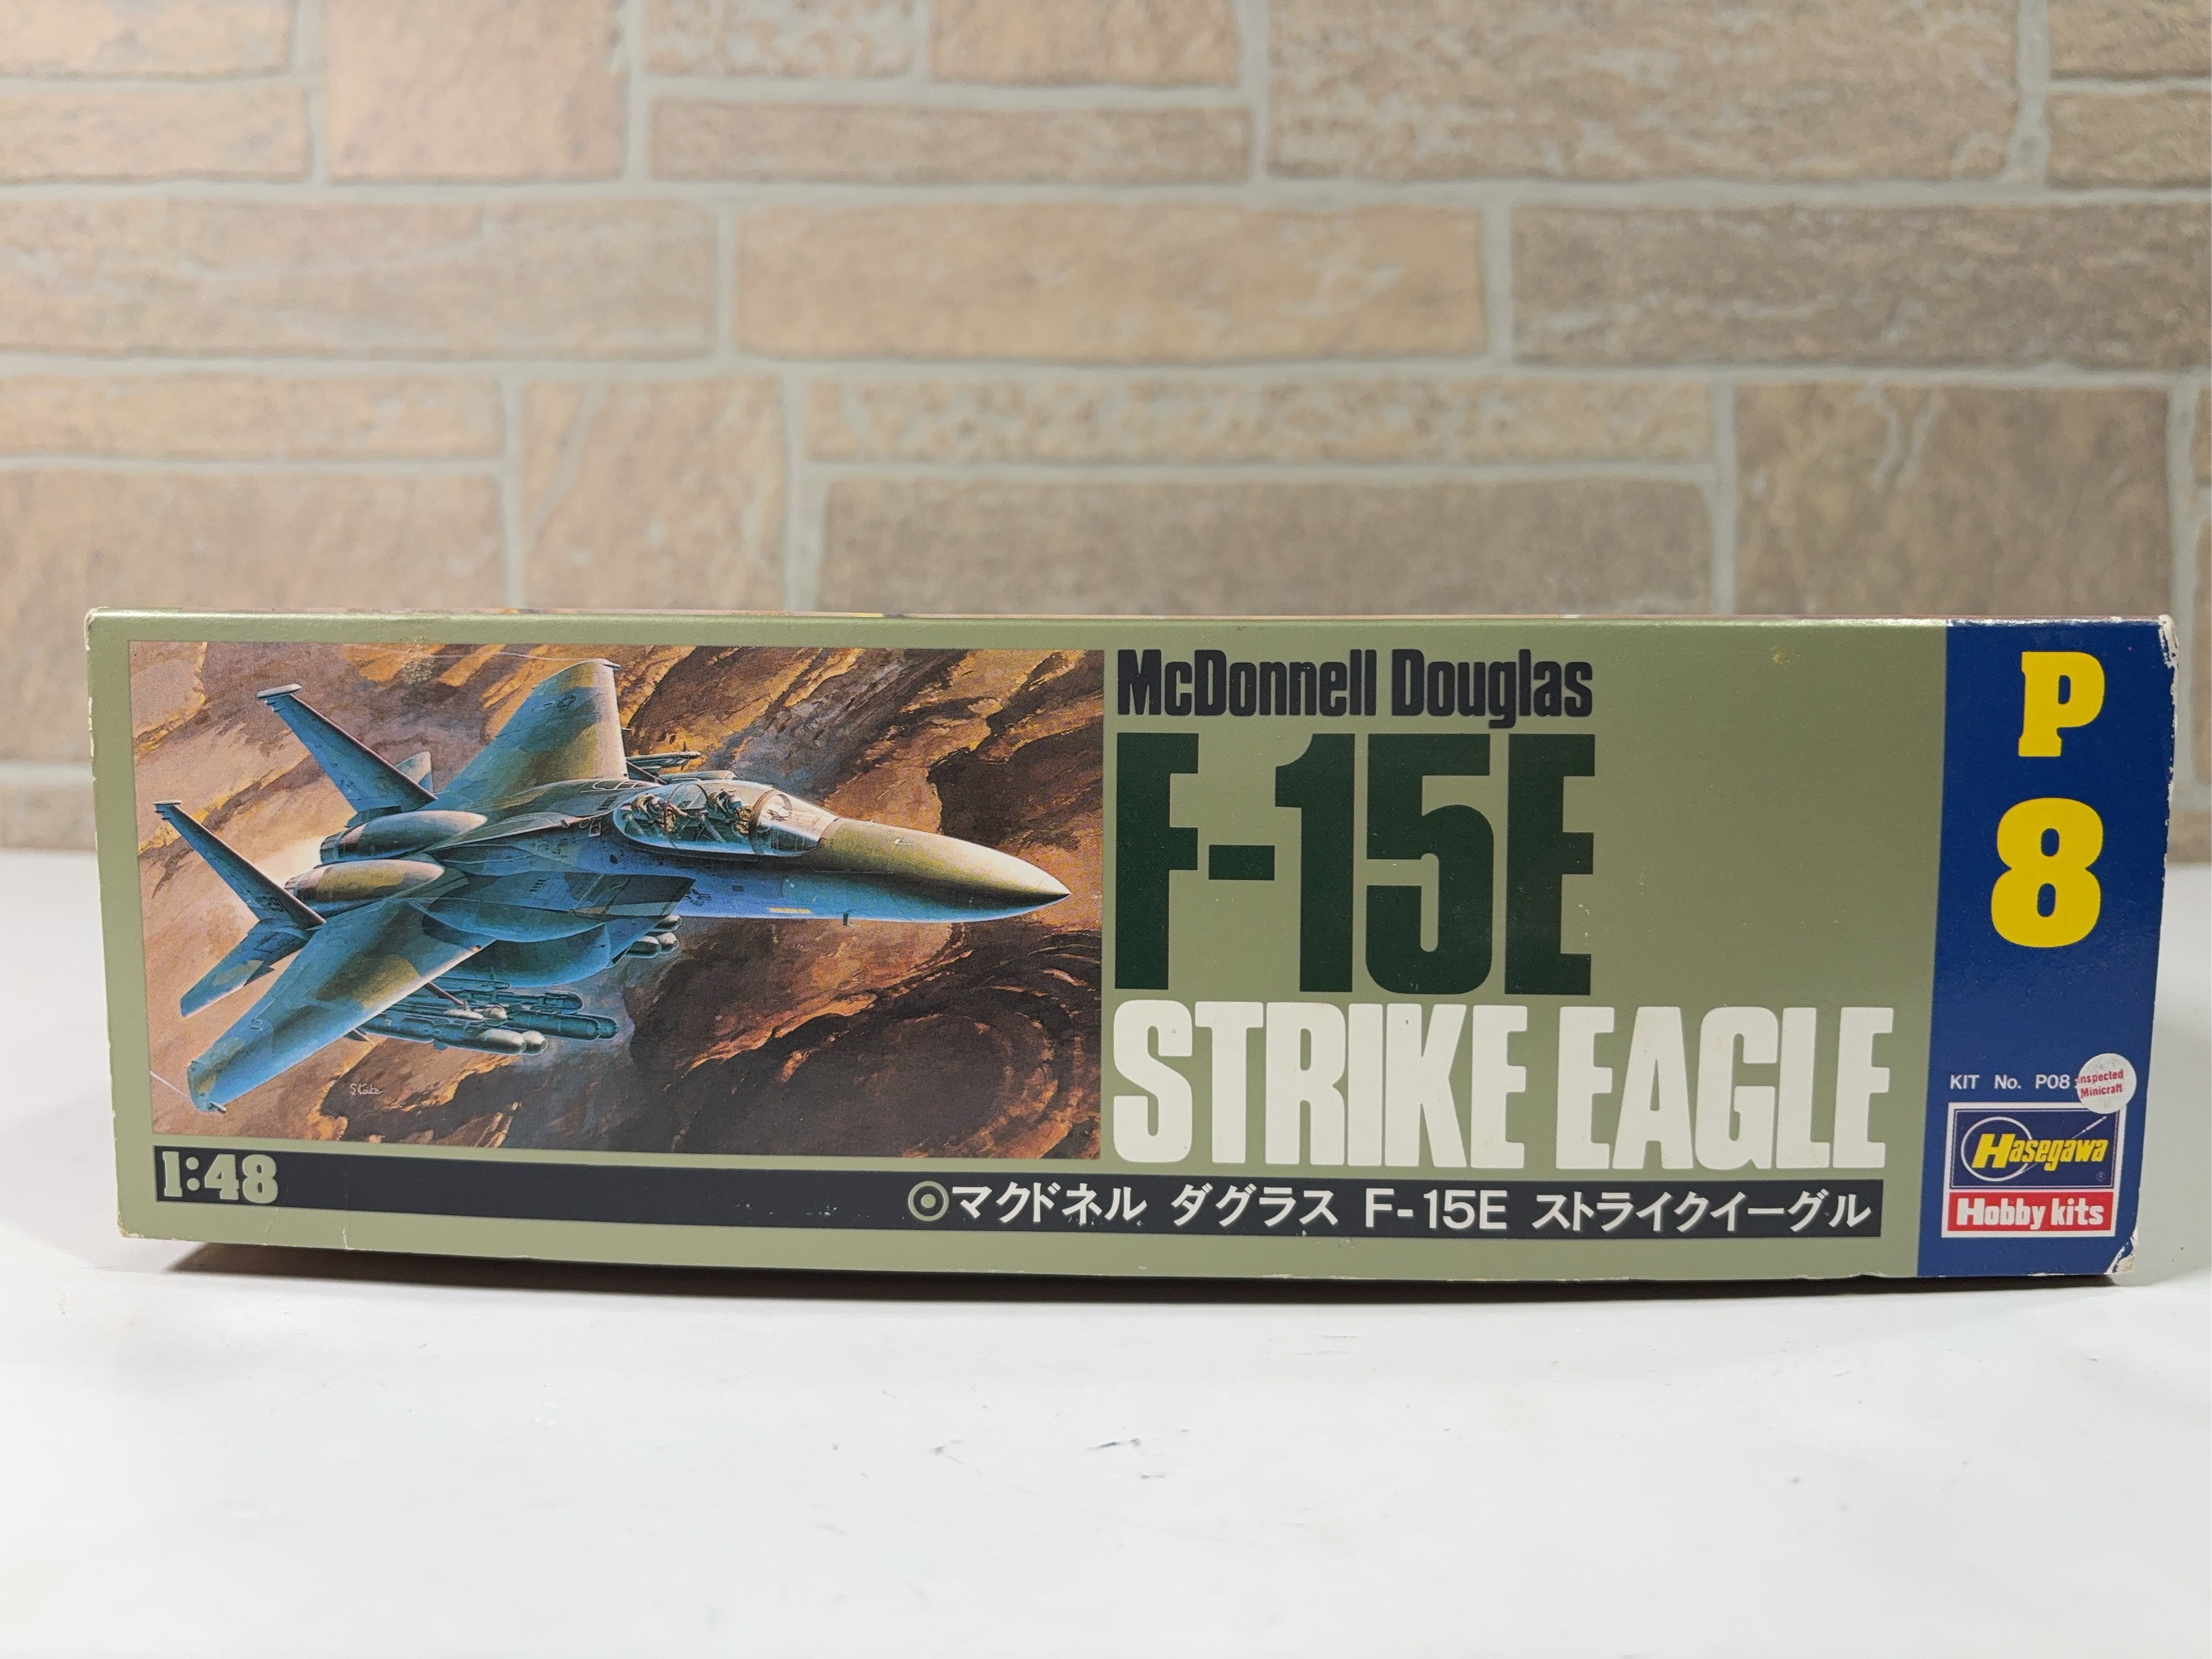 McDonnell Douglas
F-15E
STRIKE EAGLE
1:48
◎マクドネル ダグラス F-15E ストライクイーグル
P
8
KIT No. P08
Inspected
Minicraft
Hasegawa
Hobby kits